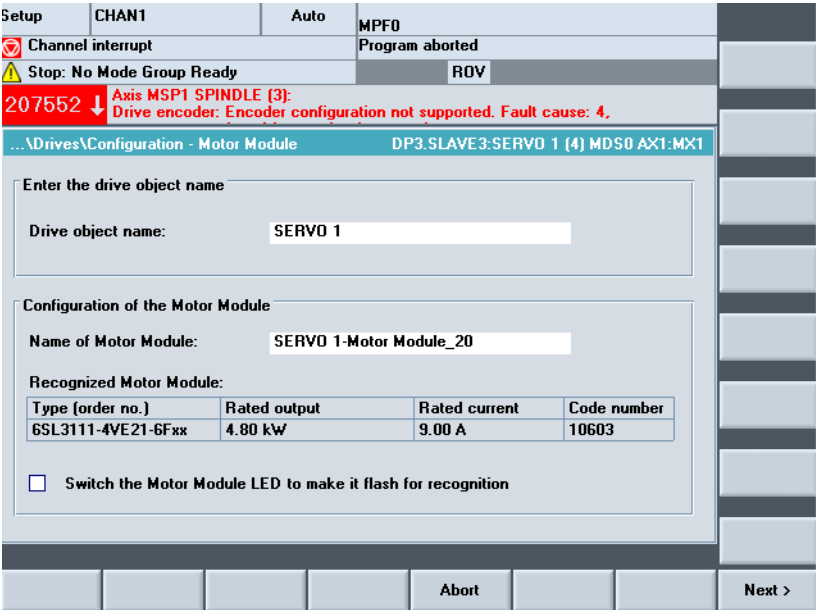 Setup CHAN1 Auto MPF0
Channel interrupt Program aborted
Stop: No Mode Group Ready ROV
207552 Axis MSP1 SPINDLE (3):
Drive encoder: Encoder configuration not supported. Fault cause: 4,
...\Drives\Configuration - Motor Module DP3.SLAVE3:SERVO 1 (4) MDS0 AX1:MX1
Enter the drive object name
Drive object name: SERVO 1
Configuration of the Motor Module
Name of Motor Module: SERVO 1-Motor Module_20
Recognized Motor Module:
Type (order no.) Rated output Rated current Code number
6SL3111-4VE21-6Fxx 4.80 kW 9.00 A 10603
Switch the Motor Module LED to make it flash for recognition
Abort Next >